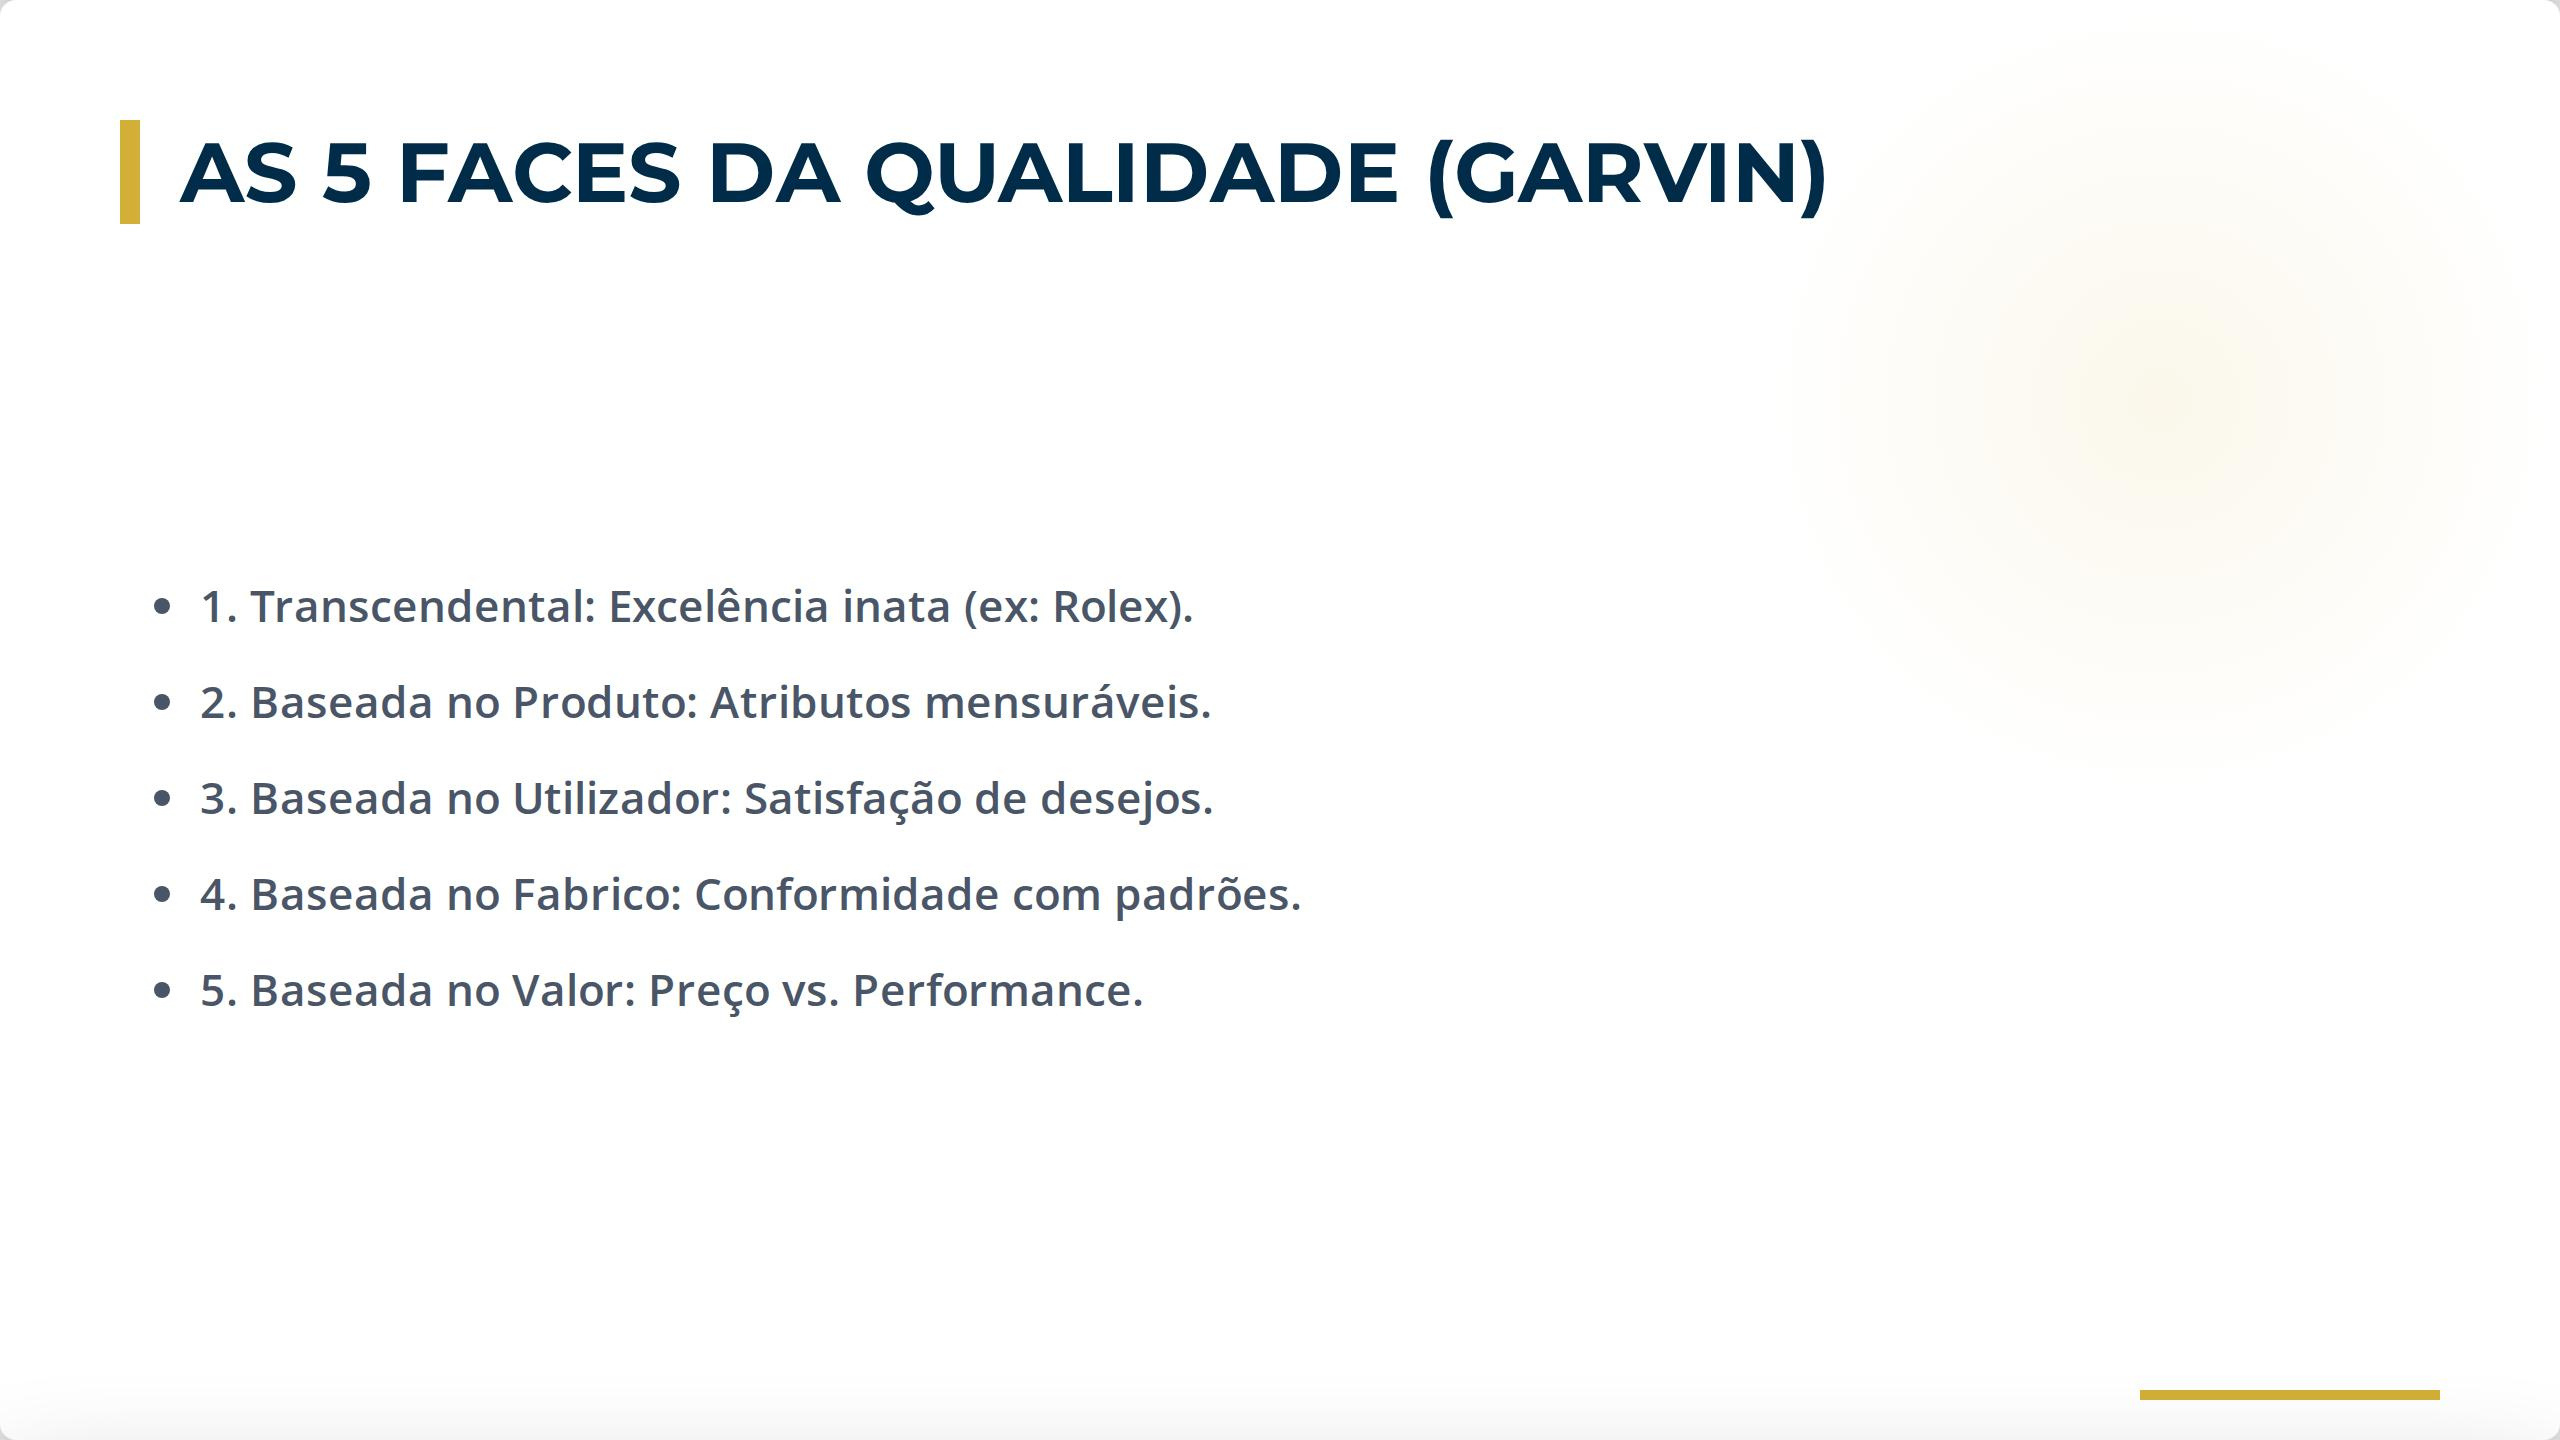 AS 5 FACES DA QUALIDADE (GARVIN)
• 1. Transcendental: Excelência inata (ex: Rolex).
• 2. Baseada no Produto: Atributos mensuráveis.
• 3. Baseada no Utilizador: Satisfação de desejos.
• 4. Baseada no Fabrico: Conformidade com padrões.
• 5. Baseada no Valor: Preço vs. Performance.